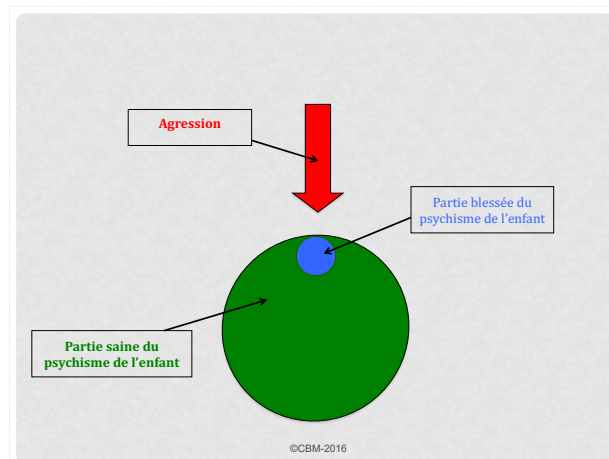 Agression
Partie blessée du
psychisme de l'enfant
Partie saine du
psychisme de l'enfant
©CBM-2016